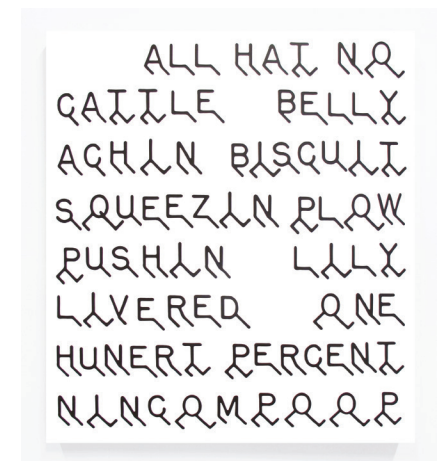 ALL HAT NO
CATTLE BELLY
ACHIN BISCUIT
SQUEEZIN PLOW
PUSHIN LILY
LIVERED ONE
HUNERT PERCENT
NINCOMPOOP